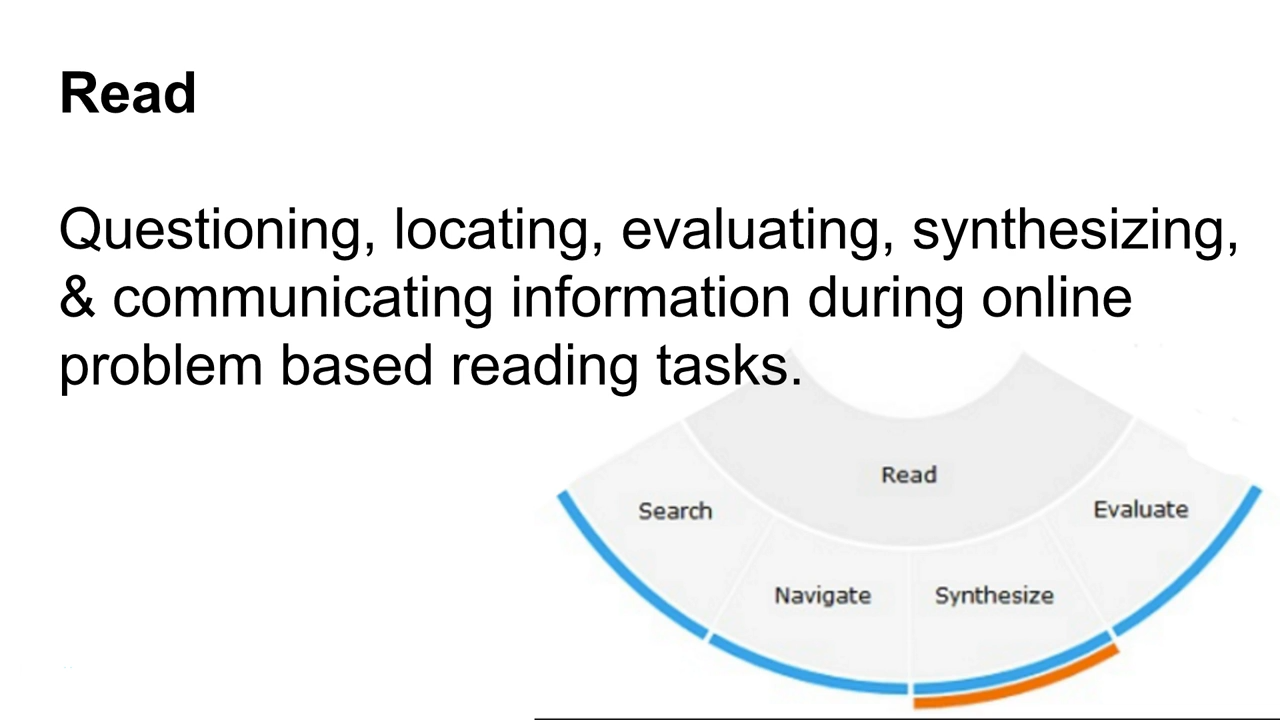 Read
Questioning, locating, evaluating, synthesizing,
& communicating information during online
problem based reading tasks.
Read
Search
Evaluate
Navigate
Synthesize